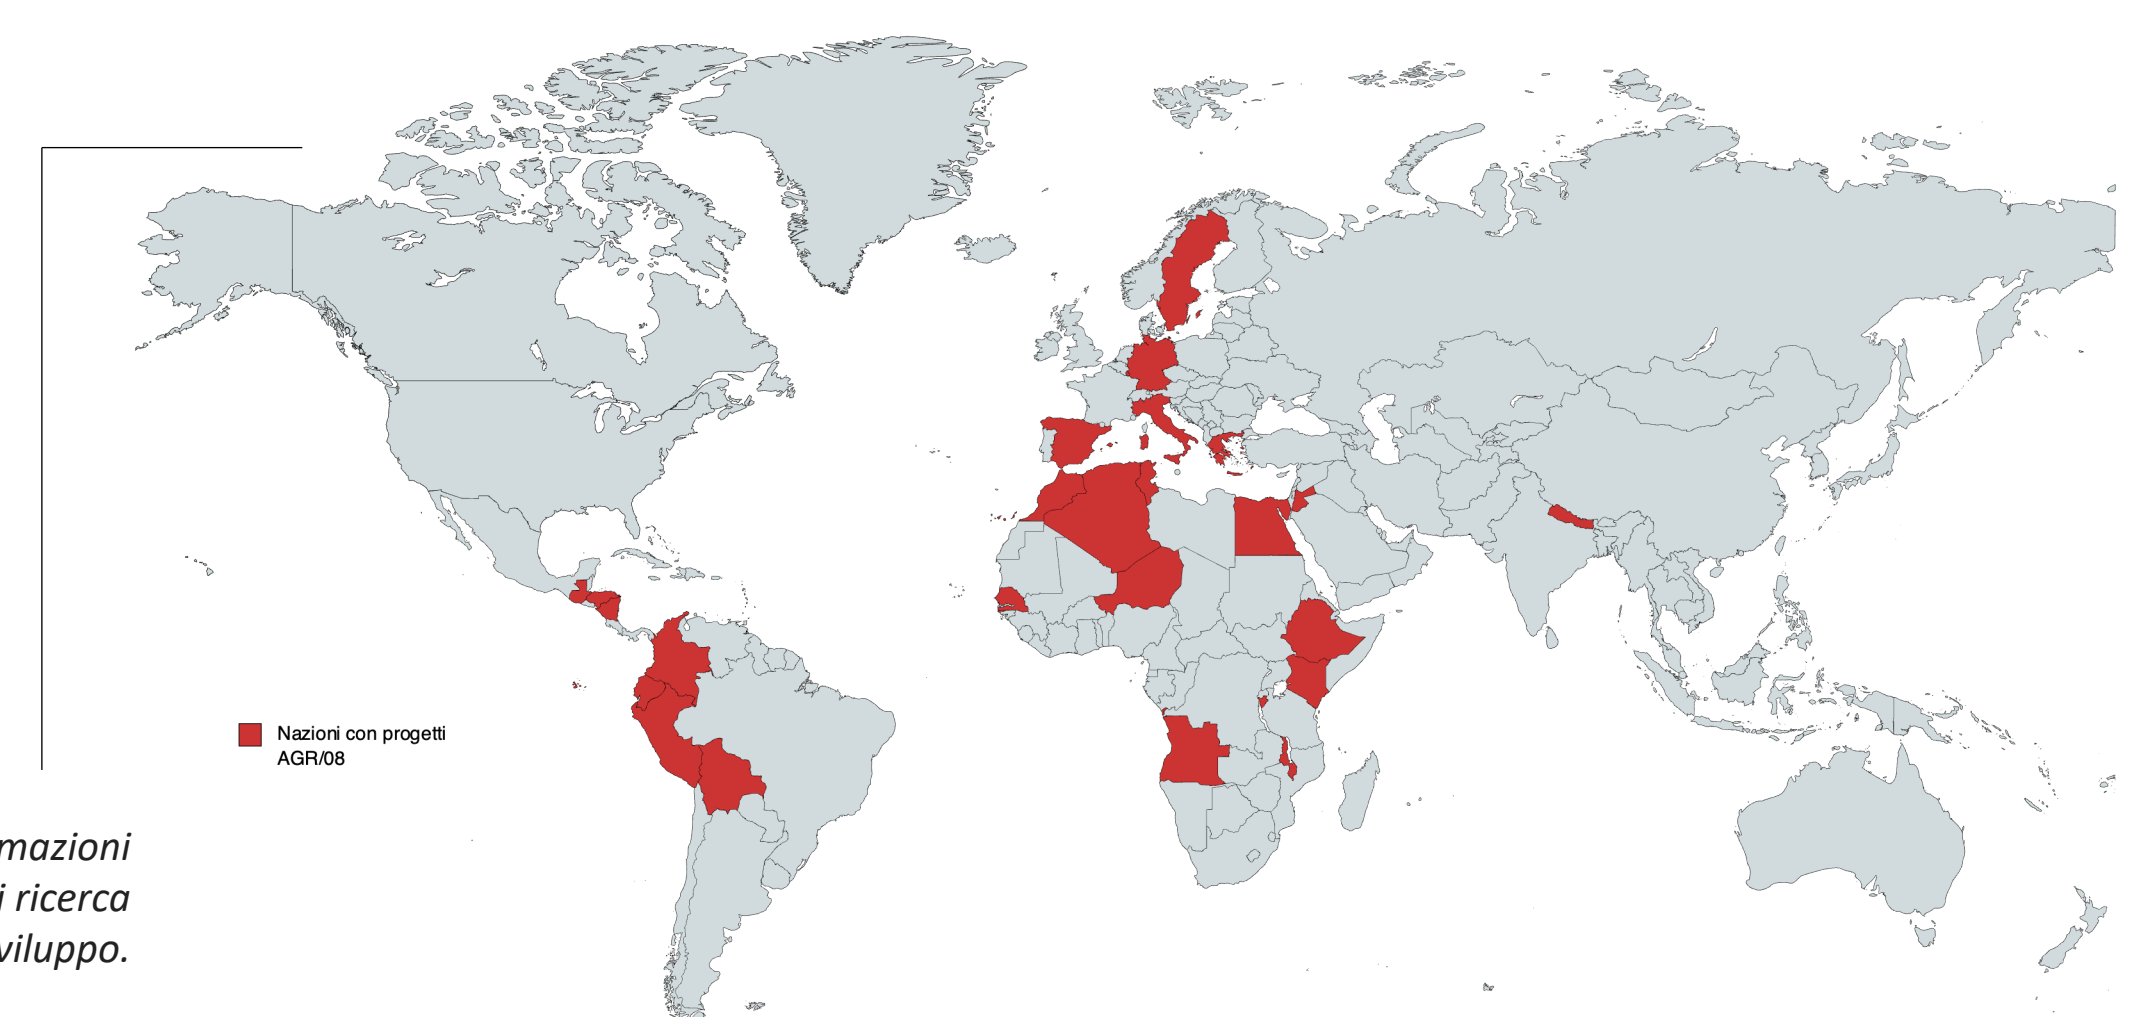 Nazioni con progetti
AGR/08
mazioni
i ricerca
viluppo.